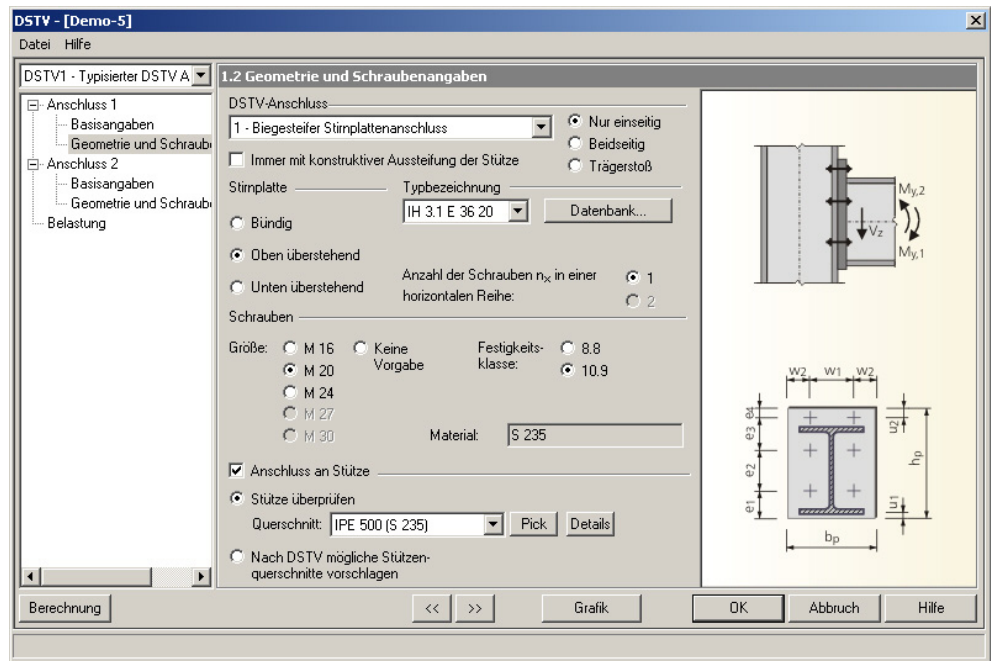 DSTV - [Demo-5]
Datei Hilfe
DSTV1 - Typisierter DSTV A
Anschluss 1
Basisangaben
Geometrie und Schraub
Anschluss 2
Basisangaben
Geometrie und Schraub
Belastung
1.2 Geometrie und Schraubenangaben
DSTV-Anschluss
1 - Biegesteifer Stirnplattenanschluss
Nur einseitig
Beidseitig
Trägerstoß
Immer mit konstruktiver Aussteifung der Stütze
Stirnplatte
Typbezeichnung
Bündig
IH 3.1 E 36 20
Datenbank...
Oben überstehend
Unten überstehend
Anzahl der Schrauben nx in einer
horizontalen Reihe:
1
2
Schrauben
Größe:
M 16
M 20
M 24
M 27
M 30
Keine
Vorgabe
Festigkeits-
klasse:
8.8
10.9
Material: S 235
Anschluss an Stütze
Stütze überprüfen
Querschnitt: IPE 500 (S 235) Pick Details
Nach DSTV mögliche Stützen-
querschnitte vorschlagen
My,2
Vz
My,1
w2 w1 w2
e4
e3
e2
e1
u2
hp
u1
bp
Berechnung << >> Grafik OK Abbruch Hilfe